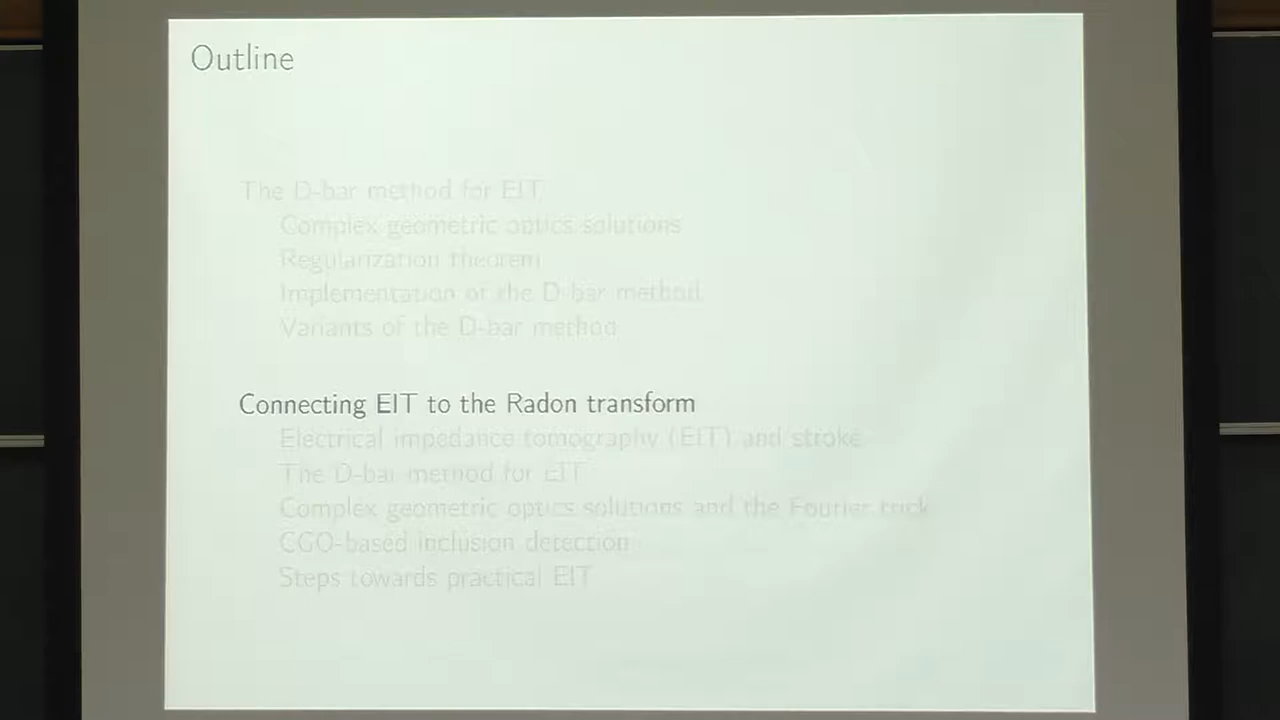 Outline
The D-bar method for EIT
Complex geometric optics solutions
Regularization theorem
Implementation of the D-bar method
Variants of the D-bar method
Connecting EIT to the Radon transform
Electrical impedance tomography (EIT) and stroke
The D-bar method for EIT
Complex geometric optics solutions and the Fourier trick
CGO-based inclusion detection
Steps towards practical EIT